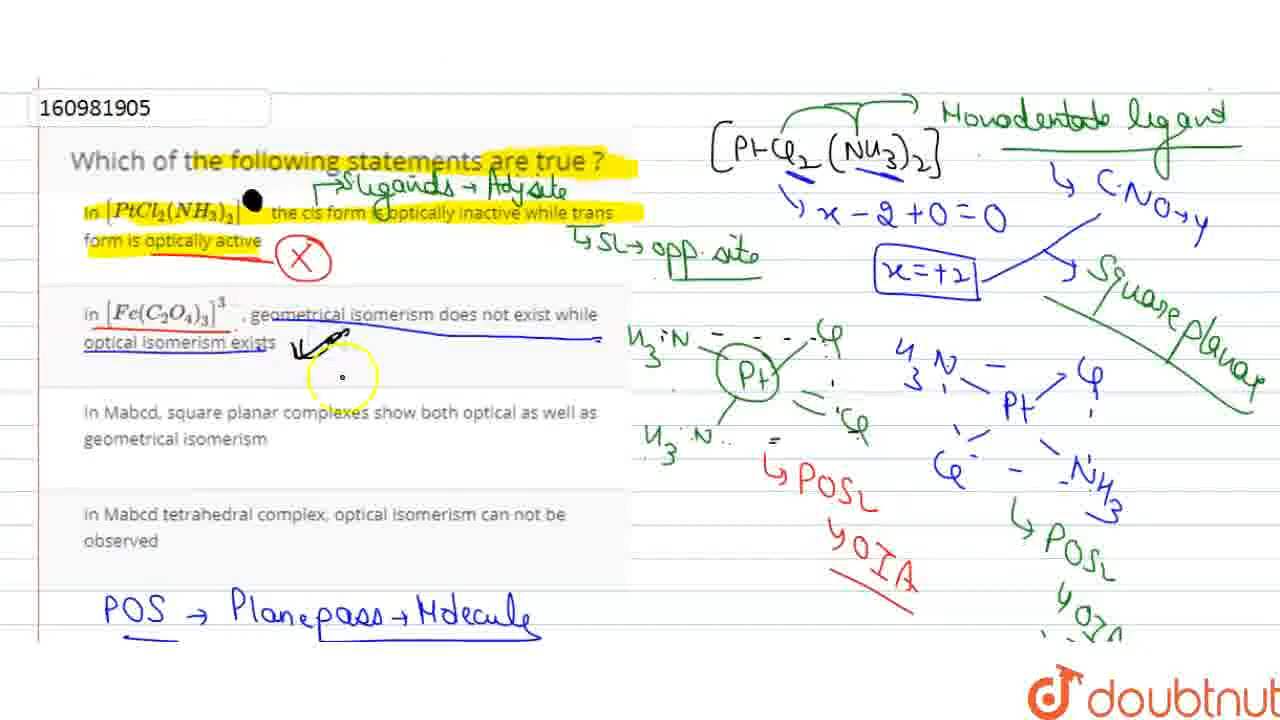 160981905
Which of the following statements are true ?
Sligands → Adj site
In [PtCl₂(NH₃)₂] the cis form is optically inactive while trans
form is optically active
X
↳ SL → opp. site
In [Fe(C₂O₄)₃]³ , geometrical isomerism does not exist while
optical isomerism exists
In Mabcd, square planar complexes show both optical as well as
geometrical isomerism
In Mabcd tetrahedral complex, optical isomerism can not be
observed
POS → Plane pass → Molecule
[PtCl₂(NH₃)₂]
Monodentate ligand
↳ C.NO → 4
↳ x - 2 + 0 = 0
x = +2
Square planar
H₃N Cl
Pt
H₃N Cl
↳ POSL
↳ OIA
H₃N Cl
Pt
Cl NH₃
↳ POSL
↳ OIA
doubtnut